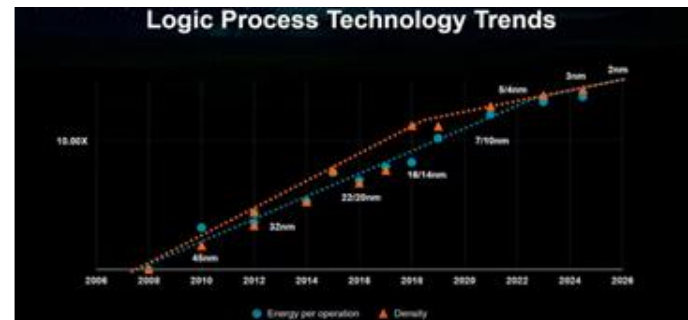 Logic Process Technology Trends
2nm
3nm
5/4nm
10.00X
7/10nm
16/14nm
22/20nm
32nm
45nm
2006 2008 2010 2012 2014 2016 2018 2019 2020 2022 2024 2026
Energy per operation Density